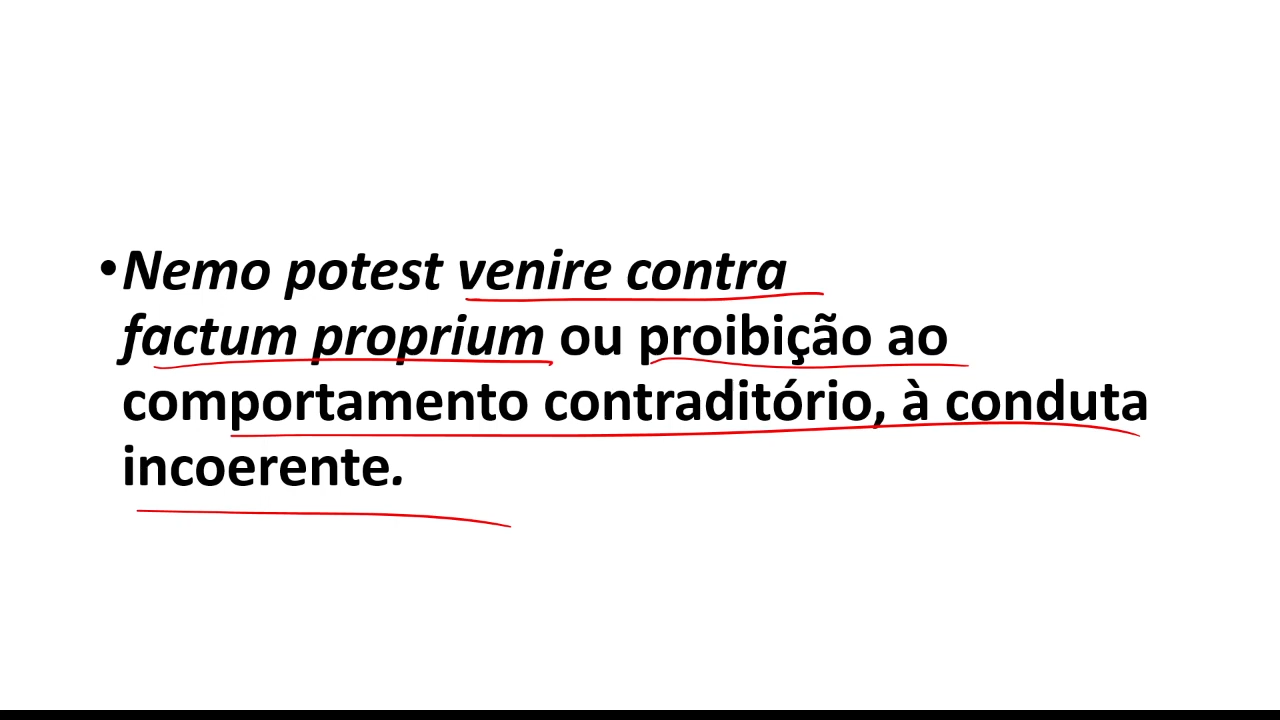 •Nemo potest venire contra
factum proprium ou proibição ao
comportamento contraditório, à conduta
incoerente.